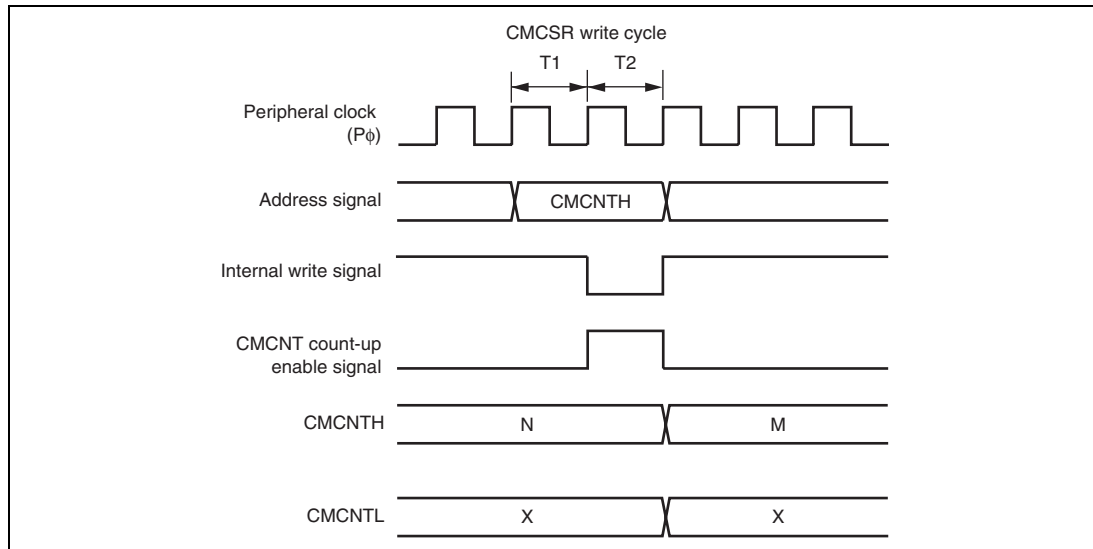 CMCSR write cycle
T1 T2
Peripheral clock
(Pϕ)
Address signal CMCNTH
Internal write signal
CMCNT count-up
enable signal
CMCNTH N M
CMCNTL X X